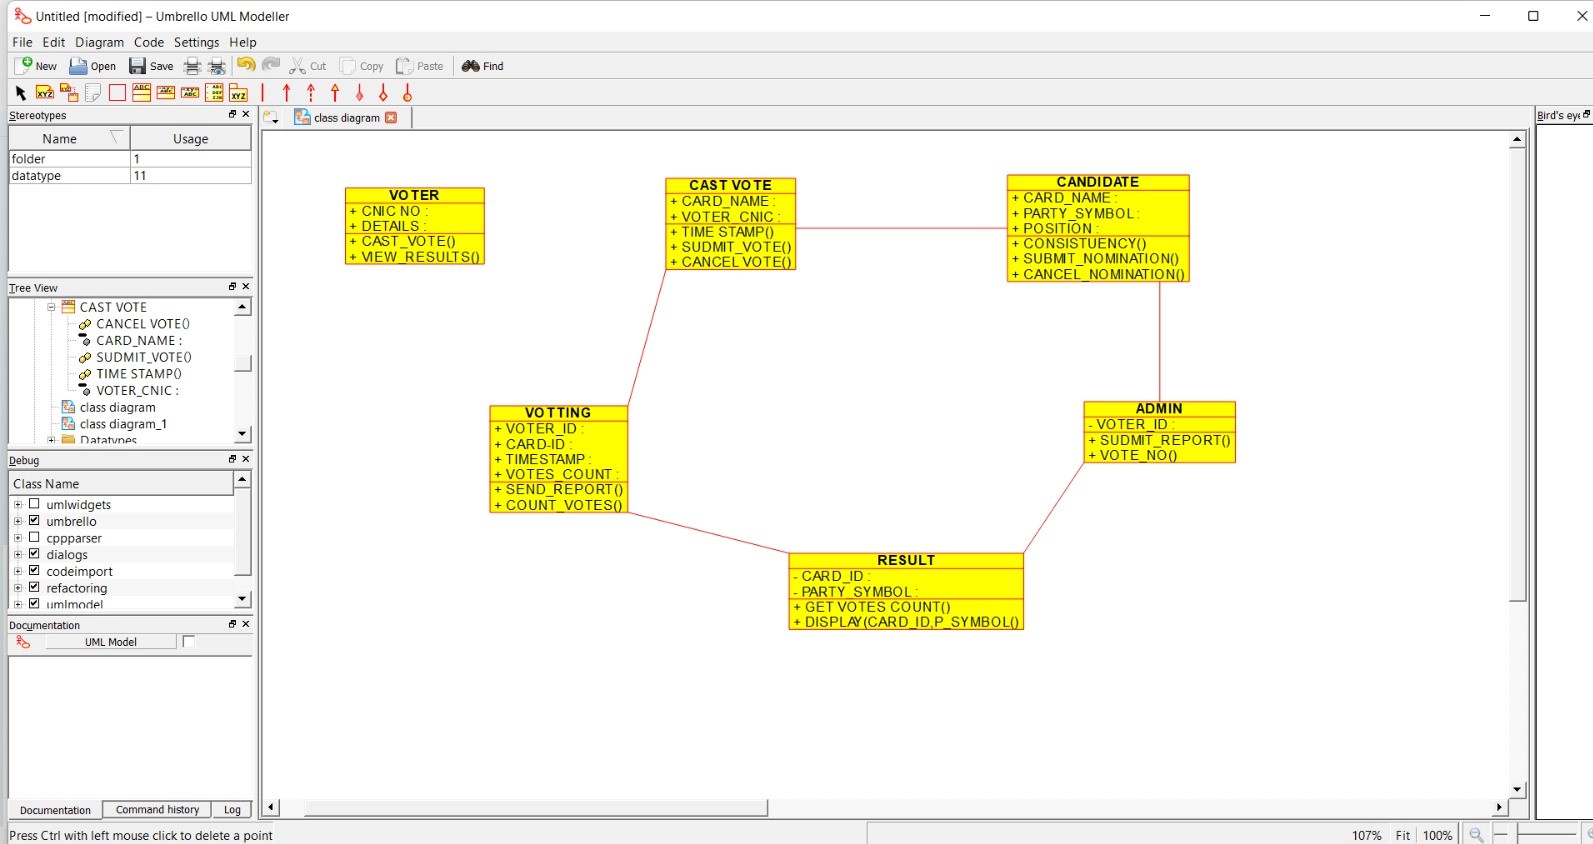 Untitled [modified] – Umbrello UML Modeller
File Edit Diagram Code Settings Help
New Open Save Cut Copy Paste Find
XYZ ABC XYZ
Stereotypes
Name Usage
folder 1
datatype 11
Tree View
CAST VOTE
CANCEL VOTE()
CARD_NAME :
SUDMIT_VOTE()
TIME STAMP()
VOTER_CNIC :
class diagram
class diagram_1
Datatypes
Debug
Class Name
umlwidgets
umbrello
cppparser
dialogs
codeimport
refactoring
umlmodel
Documentation
UML Model
Documentation Command history Log
Press Ctrl with left mouse click to delete a point
class diagram
VOTER
+ CNIC NO :
+ DETAILS :
+ CAST_VOTE()
+ VIEW_RESULTS()
CAST VOTE
+ CARD_NAME :
+ VOTER_CNIC :
+ TIME STAMP()
+ SUDMIT_VOTE()
+ CANCEL VOTE()
CANDIDATE
+ CARD_NAME :
+ PARTY_SYMBOL :
+ POSITION :
+ CONSISTUENCY()
+ SUBMIT_NOMINATION()
+ CANCEL_NOMINATION()
VOTTING
+ VOTER_ID :
+ CARD-ID :
+ TIMESTAMP :
+ VOTES_COUNT :
+ SEND_REPORT()
+ COUNT_VOTES()
ADMIN
- VOTER_ID :
+ SUDMIT_REPORT()
+ VOTE_NO()
RESULT
- CARD_ID :
- PARTY_SYMBOL :
+ GET VOTES COUNT()
+ DISPLAY(CARD_ID,P_SYMBOL()
Bird's eye
107% Fit 100%